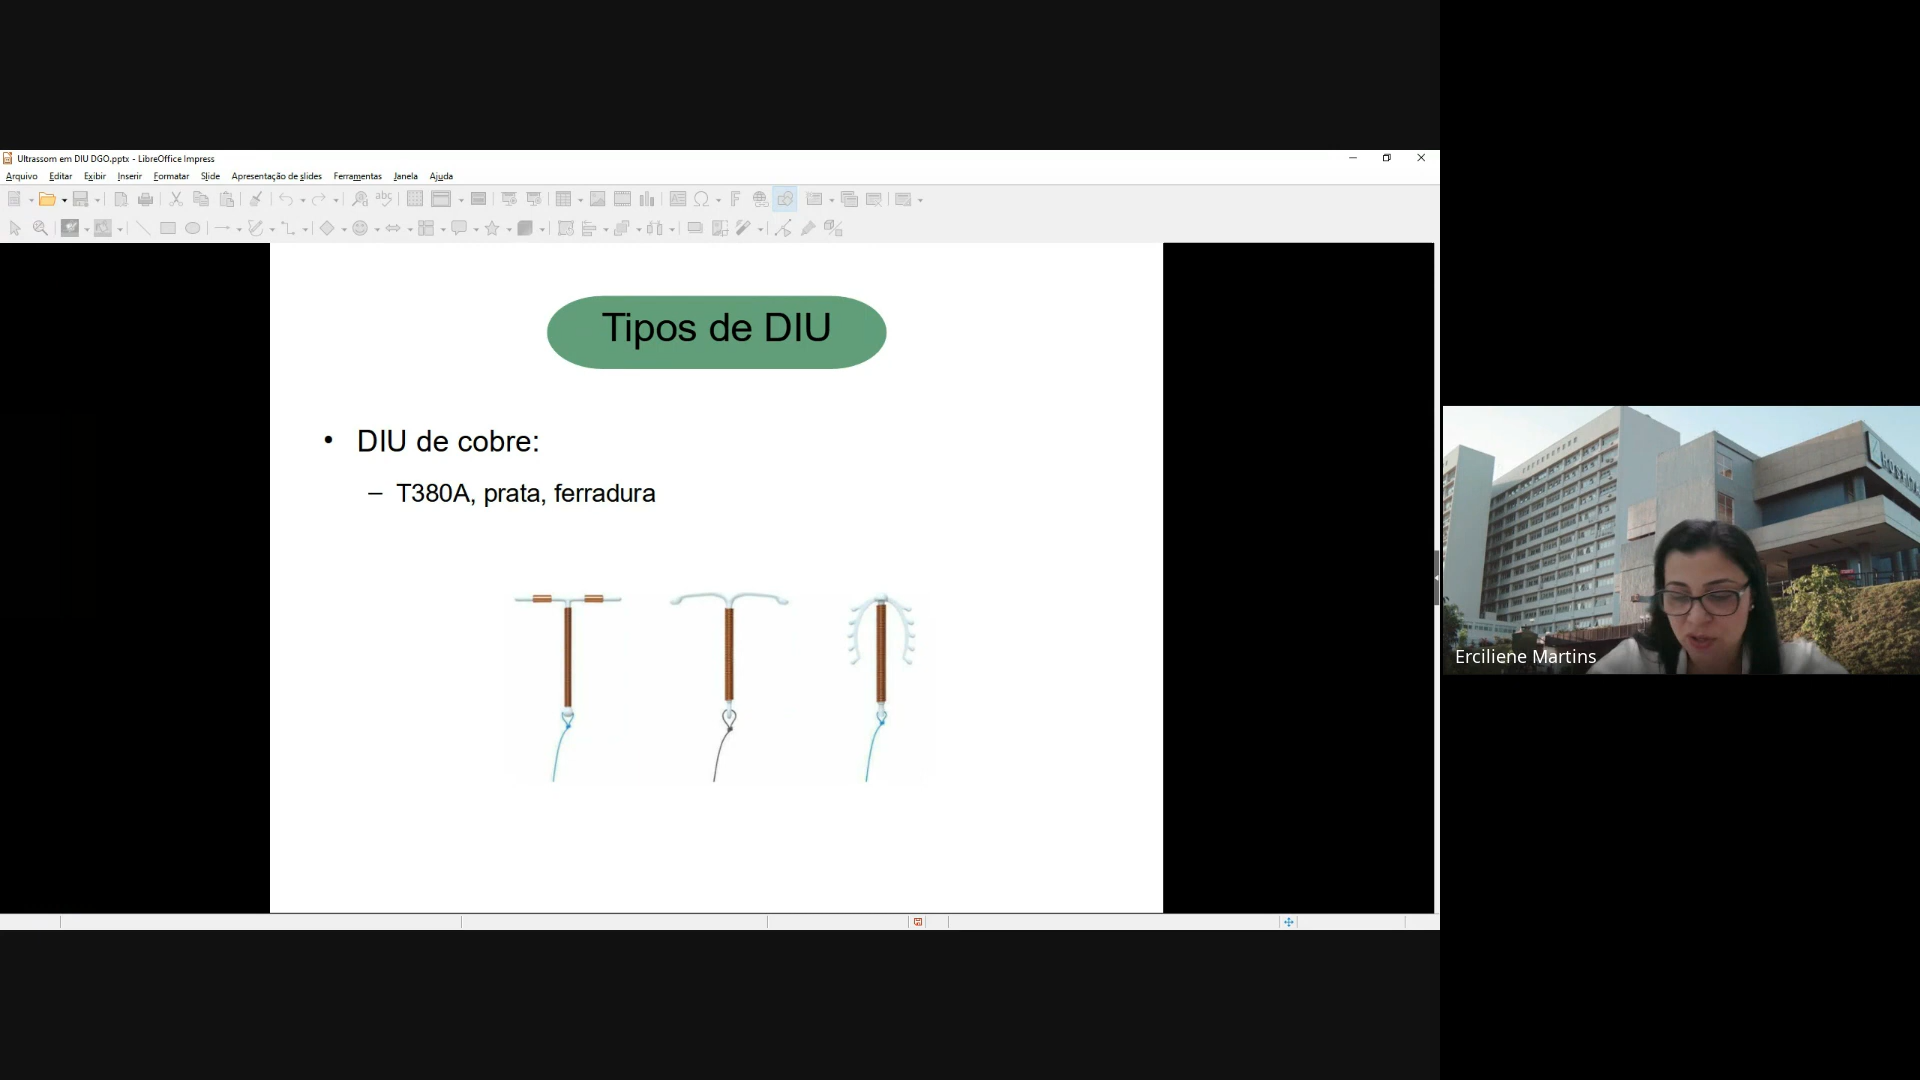 Ultrassom em DIU DGO.pptx - LibreOffice Impress
Arquivo Editar Exibir Inserir Formatar Slide Apresentação de slides Ferramentas Janela Ajuda
Tipos de DIU
• DIU de cobre:
– T380A, prata, ferradura
Erciliene Martins